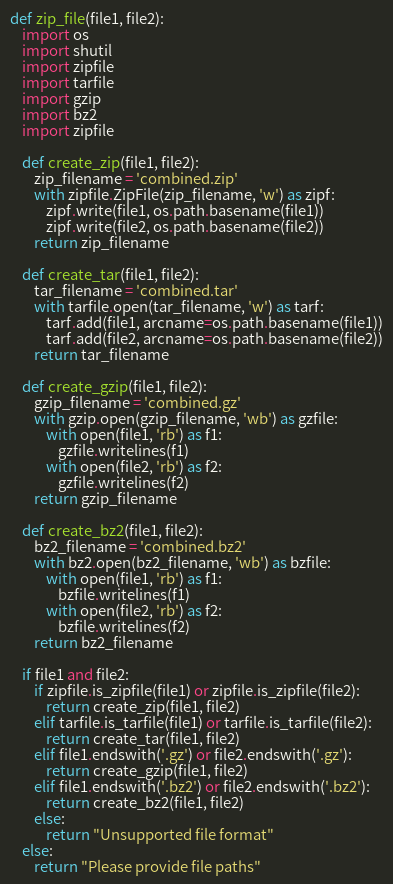 def zip_file(file1, file2):
    import os
    import shutil
    import zipfile
    import tarfile
    import gzip
    import bz2
    import zipfile

    def create_zip(file1, file2):
        zip_filename = 'combined.zip'
        with zipfile.ZipFile(zip_filename, 'w') as zipf:
            zipf.write(file1, os.path.basename(file1))
            zipf.write(file2, os.path.basename(file2))
        return zip_filename

    def create_tar(file1, file2):
        tar_filename = 'combined.tar'
        with tarfile.open(tar_filename, 'w') as tarf:
            tarf.add(file1, arcname=os.path.basename(file1))
            tarf.add(file2, arcname=os.path.basename(file2))
        return tar_filename

    def create_gzip(file1, file2):
        gzip_filename = 'combined.gz'
        with gzip.open(gzip_filename, 'wb') as gzfile:
            with open(file1, 'rb') as f1:
                gzfile.writelines(f1)
            with open(file2, 'rb') as f2:
                gzfile.writelines(f2)
        return gzip_filename

    def create_bz2(file1, file2):
        bz2_filename = 'combined.bz2'
        with bz2.open(bz2_filename, 'wb') as bzfile:
            with open(file1, 'rb') as f1:
                bzfile.writelines(f1)
            with open(file2, 'rb') as f2:
                bzfile.writelines(f2)
        return bz2_filename

    if file1 and file2:
        if zipfile.is_zipfile(file1) or zipfile.is_zipfile(file2):
            return create_zip(file1, file2)
        elif tarfile.is_tarfile(file1) or tarfile.is_tarfile(file2):
            return create_tar(file1, file2)
        elif file1.endswith('.gz') or file2.endswith('.gz'):
            return create_gzip(file1, file2)
        elif file1.endswith('.bz2') or file2.endswith('.bz2'):
            return create_bz2(file1, file2)
        else:
            return "Unsupported file format"
    else:
        return "Please provide file paths"